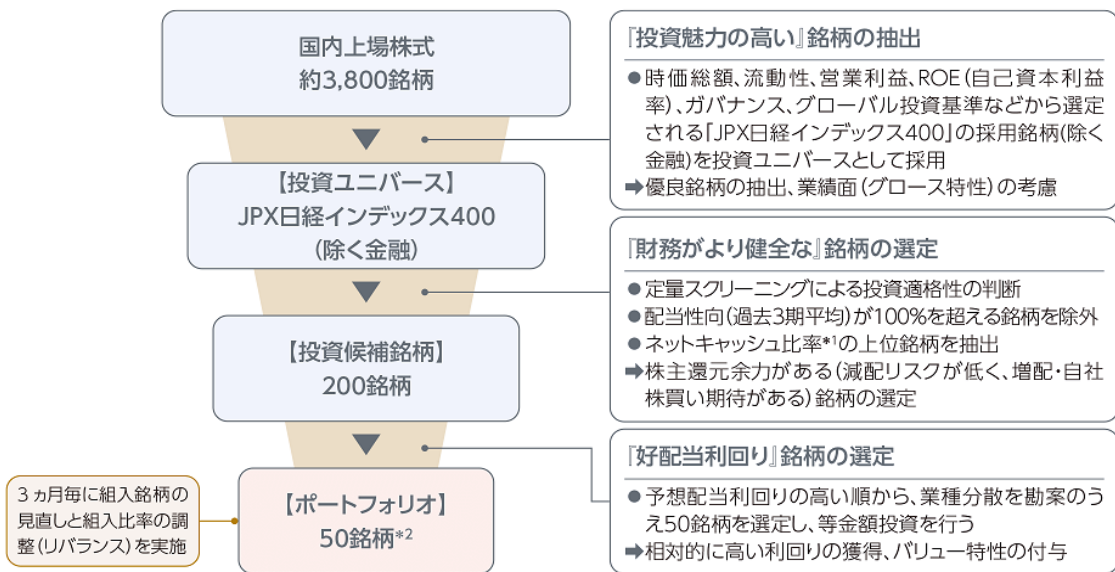 国内上場株式
約3,800銘柄
【投資ユニバース】
JPX日経インデックス400
(除く金融)
【投資候補銘柄】
200銘柄
【ポートフォリオ】
50銘柄*2
3ヵ月毎に組入銘柄の
見直しと組入比率の調
整(リバランス)を実施
『投資魅力の高い』銘柄の抽出
●時価総額、流動性、営業利益、ROE(自己資本利益
率)、ガバナンス、グローバル投資基準などから選定
される「JPX日経インデックス400」の採用銘柄(除く
金融)を投資ユニバースとして採用
➡優良銘柄の抽出、業績面(グロース特性)の考慮
『財務がより健全な』銘柄の選定
●定量スクリーニングによる投資適格性の判断
●配当性向(過去3期平均)が100%を超える銘柄を除外
●ネットキャッシュ比率*1の上位銘柄を抽出
➡株主還元余力がある(減配リスクが低く、増配・自社
株買い期待がある)銘柄の選定
『好配当利回り』銘柄の選定
●予想配当利回りの高い順から、業種分散を勘案のう
え50銘柄を選定し、等金額投資を行う
➡相対的に高い利回りの獲得、バリュー特性の付与